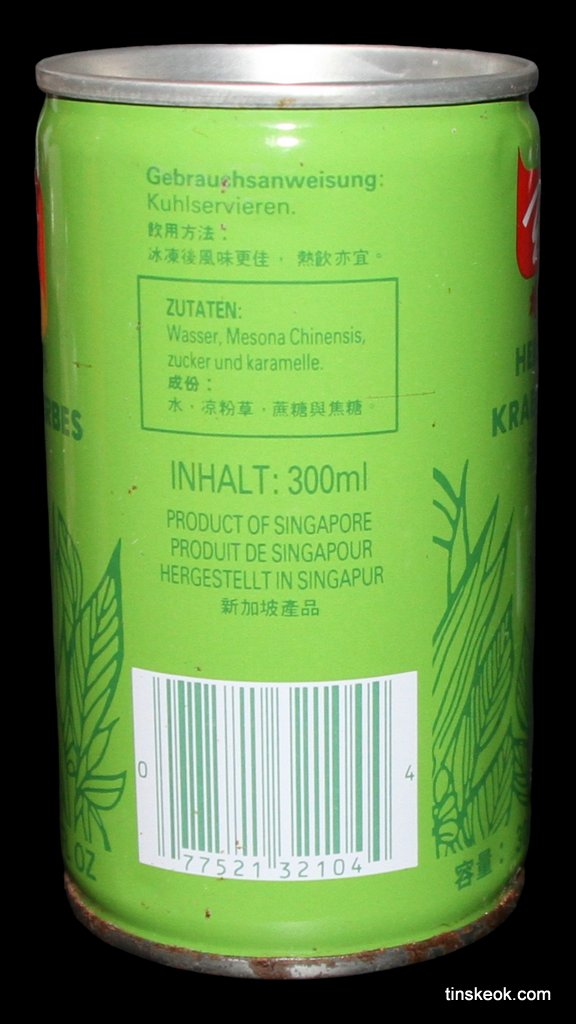 Gebrauchsanweisung:
Kuhlservieren.
飲用方法：
冰凍後風味更佳，熱飲亦宜。
ZUTATEN:
Wasser, Mesona Chinensis,
zucker und karamelle.
成份：
水，凉粉草，蔗糖與焦糖。
INHALT: 300ml
PRODUCT OF SINGAPORE
PRODUIT DE SINGAPOUR
HERGESTELLT IN SINGAPUR
新加坡產品
0 77521 32104 4
OZ
容量：
tinskeok.com